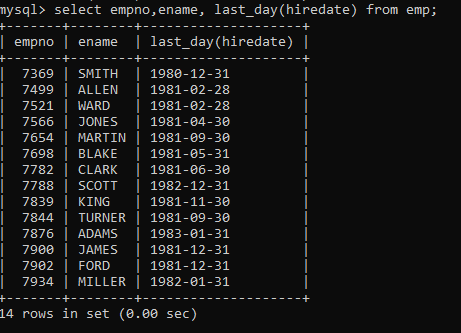 mysql> select empno,ename, last_day(hiredate) from emp;
+-------+--------+--------------------+
| empno | ename  | last_day(hiredate) |
+-------+--------+--------------------+
|  7369 | SMITH  | 1980-12-31         |
|  7499 | ALLEN  | 1981-02-28         |
|  7521 | WARD   | 1981-02-28         |
|  7566 | JONES  | 1981-04-30         |
|  7654 | MARTIN | 1981-09-30         |
|  7698 | BLAKE  | 1981-05-31         |
|  7782 | CLARK  | 1981-06-30         |
|  7788 | SCOTT  | 1982-12-31         |
|  7839 | KING   | 1981-11-30         |
|  7844 | TURNER | 1981-09-30         |
|  7876 | ADAMS  | 1983-01-31         |
|  7900 | JAMES  | 1981-12-31         |
|  7902 | FORD   | 1981-12-31         |
|  7934 | MILLER | 1982-01-31         |
+-------+--------+--------------------+
14 rows in set (0.00 sec)